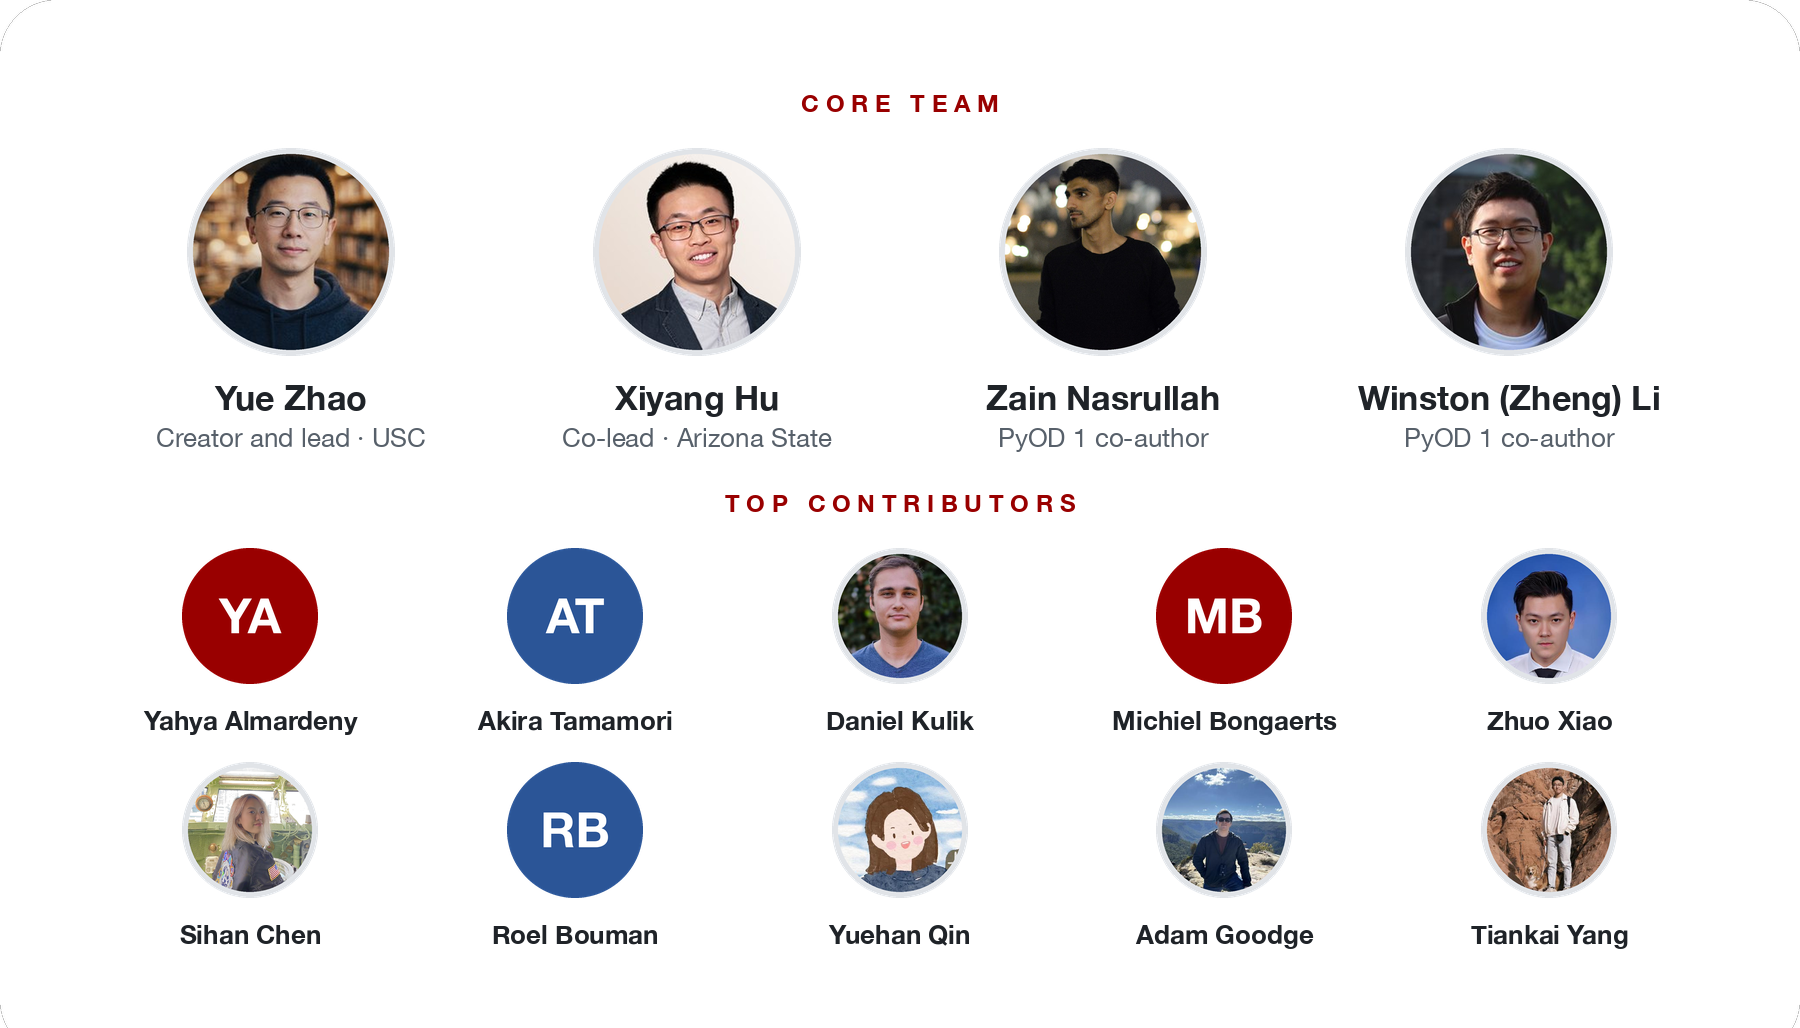 CORE TEAM
Yue Zhao
Creator and lead · USC
Xiyang Hu
Co-lead · Arizona State
Zain Nasrullah
PyOD 1 co-author
Winston (Zheng) Li
PyOD 1 co-author
TOP CONTRIBUTORS
YA
Yahya Almardeny
AT
Akira Tamamori
Daniel Kulik
MB
Michiel Bongaerts
Zhuo Xiao
Sihan Chen
RB
Roel Bouman
Yuehan Qin
Adam Goodge
Tiankai Yang